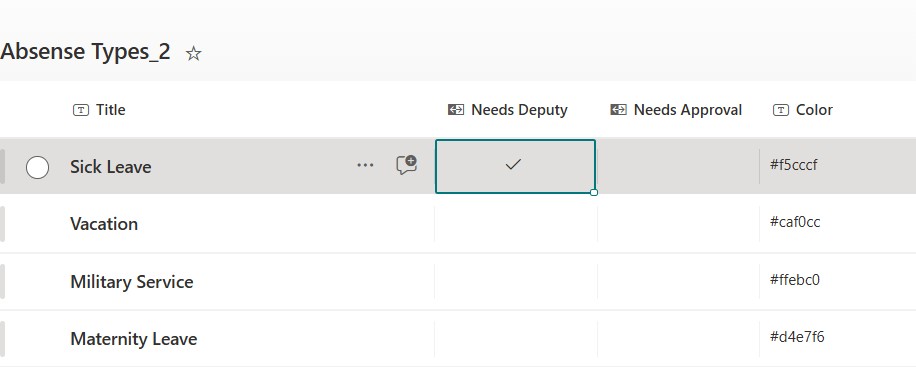 Absense Types_2
Title Needs Deputy Needs Approval Color
Sick Leave #f5cccf
Vacation #caf0cc
Military Service #ffebc0
Maternity Leave #d4e7f6